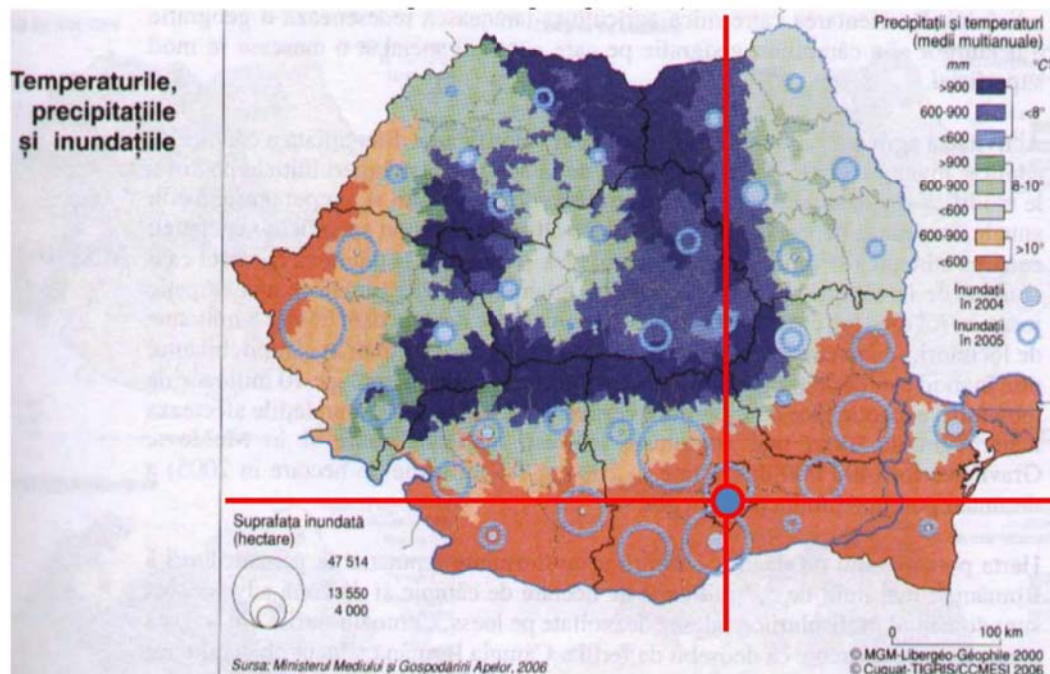 Temperaturile,
precipitațiile
și inundațiile
Precipitații și temperaturi
(medii multianuale)
mm °C
>900
600-900 <8°
<600
>900
600-900 8-10°
<600
600-900 >10°
<600
Inundații
în 2004
Inundații
în 2005
Suprafața inundată
(hectare)
47 514
13 550
4 000
0 100 km
Sursa: Ministerul Mediului și Gospodăririi Apelor, 2006
© MGM-Libergéo-Géophile 2000
© Cuguat-TIGRIS/CCMESI 2006